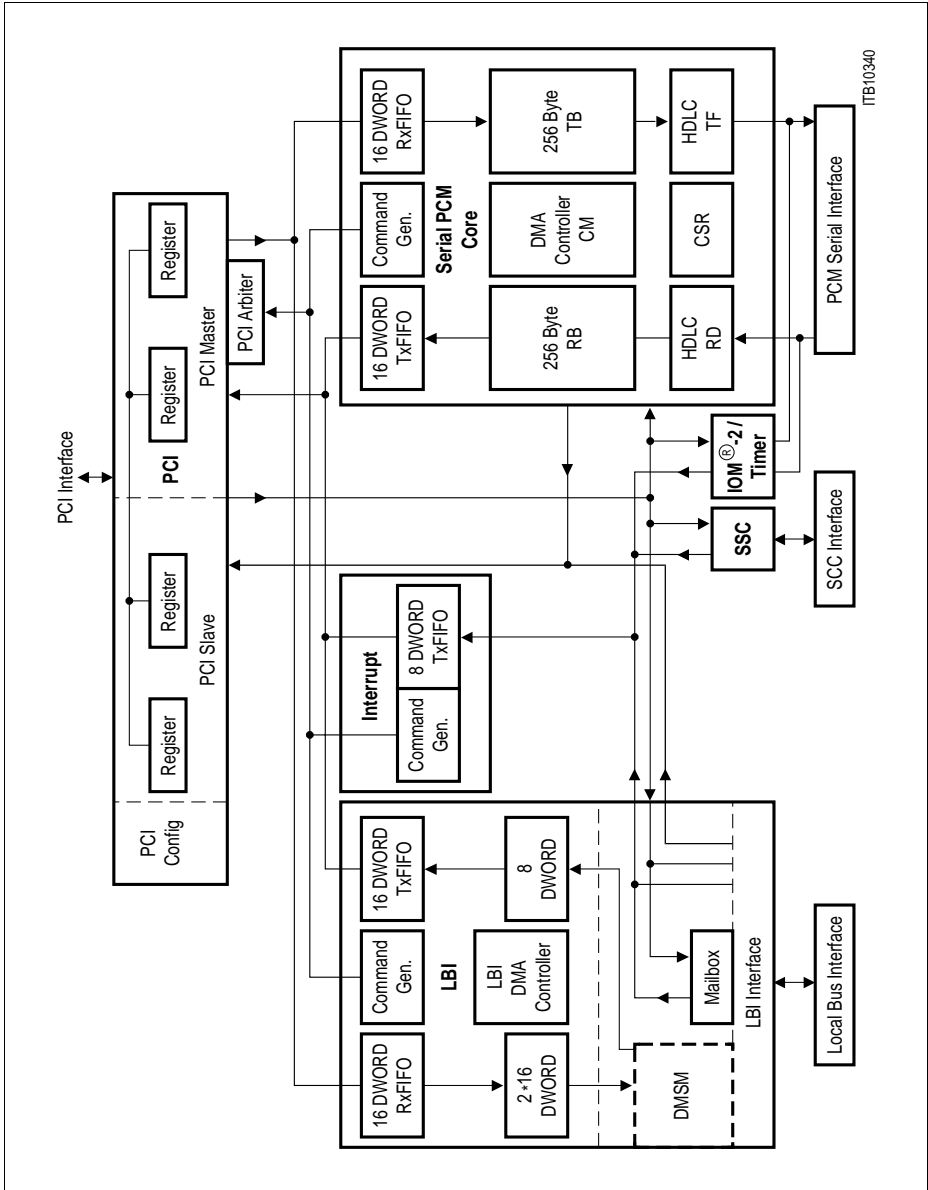 PCI Interface
PCI
Config
Register
Register
PCI Slave
PCI
Register
Register
PCI Master
PCI Arbiter
16 DWORD
RxFIFO
Command
Gen.
16 DWORD
TxFIFO
LBI
2*16
DWORD
LBI
DMA
Controller
8
DWORD
DMSM
Mailbox
LBI Interface
Local Bus Interface
Interrupt
Command
Gen.
8 DWORD
TxFIFO
SSC
SCC Interface
IOM®-2 /
Timer
16 DWORD
TxFIFO
Command
Gen.
16 DWORD
RxFIFO
Serial PCM
Core
256 Byte
RB
DMA
Controller
CM
256 Byte
TB
HDLC
RD
CSR
HDLC
TF
PCM Serial Interface
ITB10340